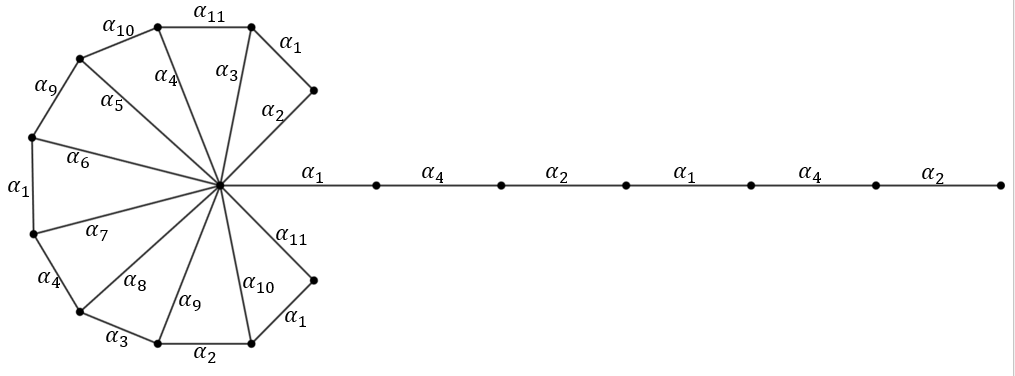 α₁₁
α₁₀
α₁
α₃
α₄
α₉
α₅
α₂
α₆
α₁ α₄ α₂ α₁ α₄ α₂
α₁
α₇
α₁₁
α₄
α₈
α₁₀
α₉
α₁
α₃
α₂